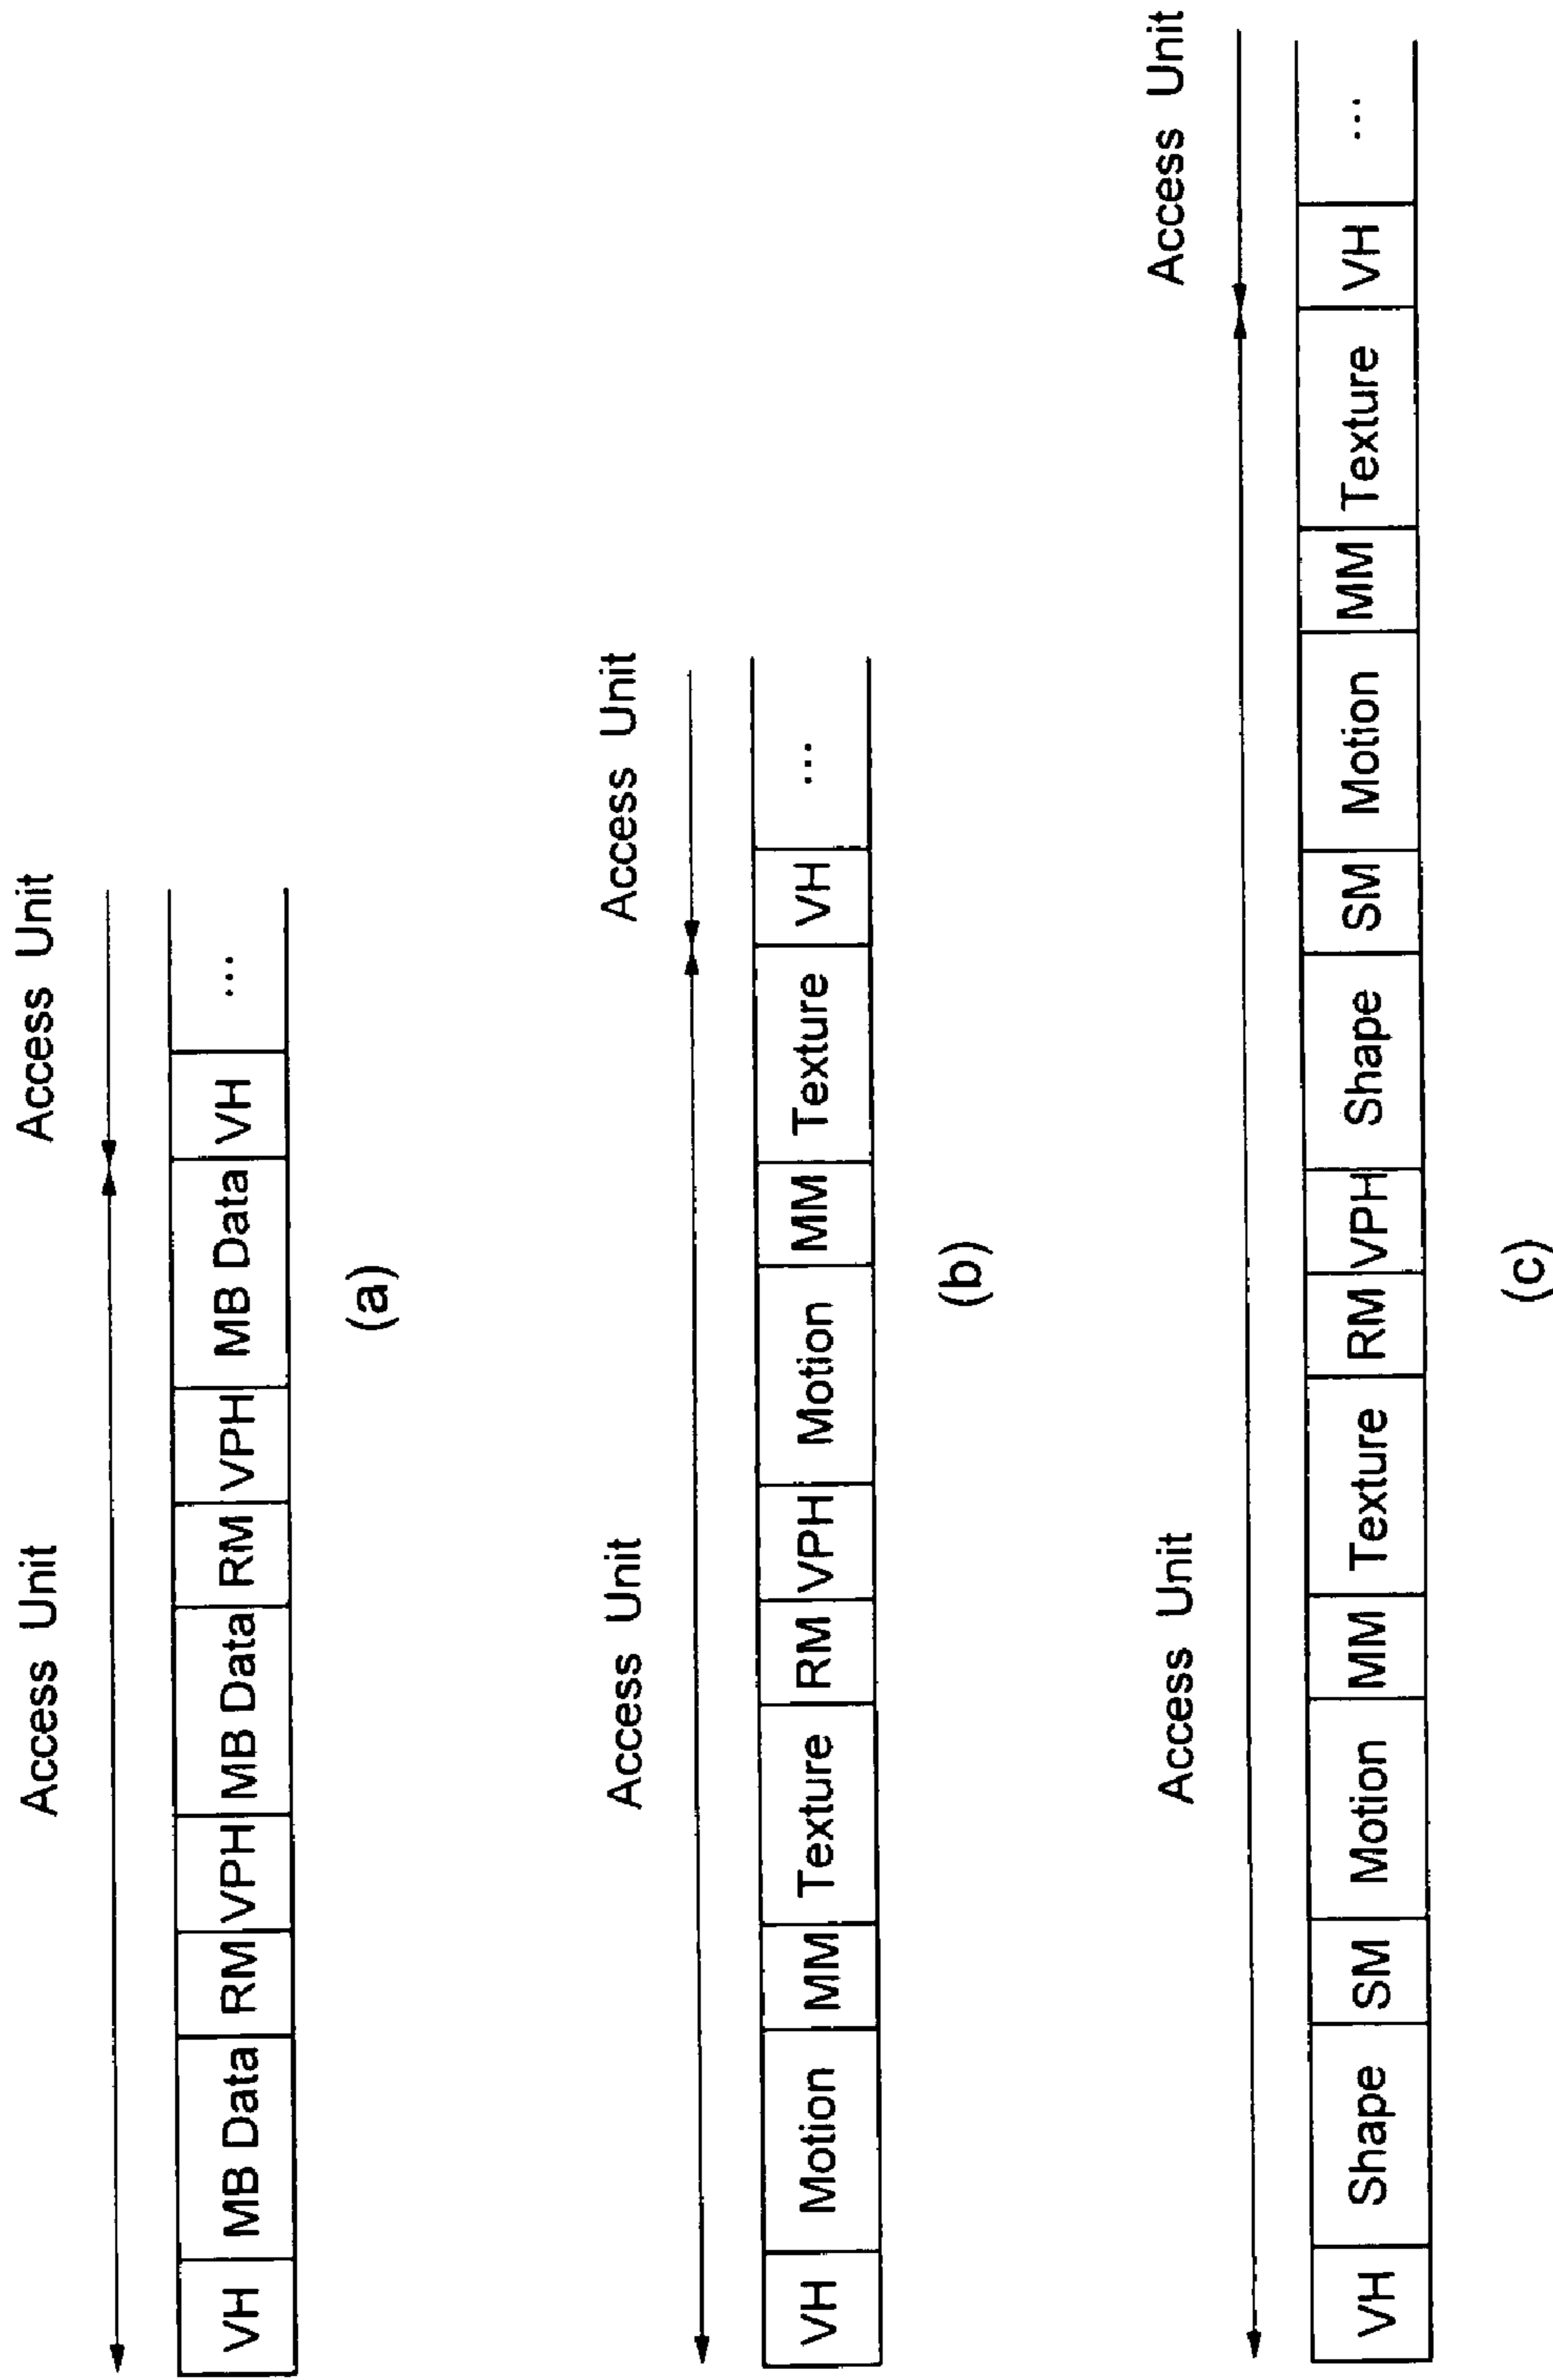 Access Unit Access Unit
VH MB Data RM VPH MB Data RM VPH MB Data VH ...
(a)
Access Unit Access Unit
VH Motion MM Texture RM VPH Motion MM Texture VH ...
(b)
Access Unit Access Unit
VH Shape SM Motion MM Texture RM VPH Shape SM Motion MM Texture VH ...
(c)